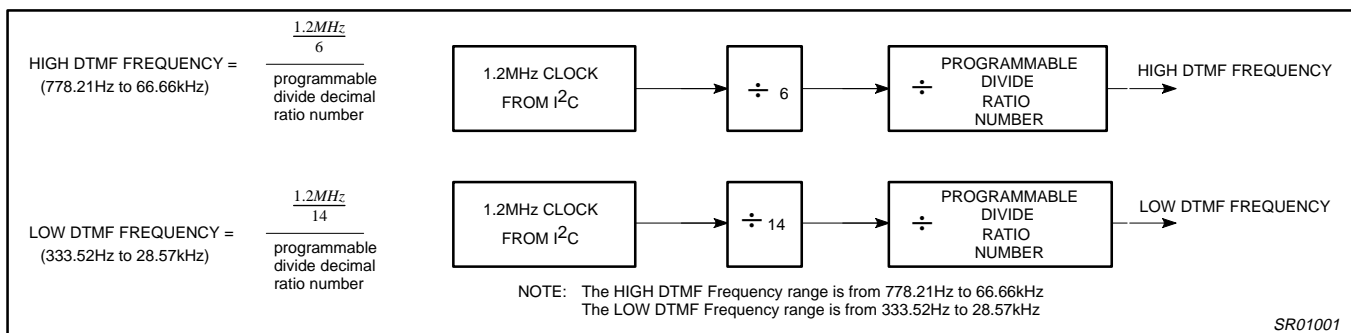 HIGH DTMF FREQUENCY =
(778.21Hz to 66.66kHz)
1.2MHz
6
programmable
divide decimal
ratio number
1.2MHz CLOCK
FROM I2C
÷ 6
÷
PROGRAMMABLE
DIVIDE
RATIO
NUMBER
HIGH DTMF FREQUENCY
LOW DTMF FREQUENCY =
(333.52Hz to 28.57kHz)
1.2MHz
14
programmable
divide decimal
ratio number
1.2MHz CLOCK
FROM I2C
÷ 14
÷
PROGRAMMABLE
DIVIDE
RATIO
NUMBER
LOW DTMF FREQUENCY
NOTE: The HIGH DTMF Frequency range is from 778.21Hz to 66.66kHz
The LOW DTMF Frequency range is from 333.52Hz to 28.57kHz
SR01001